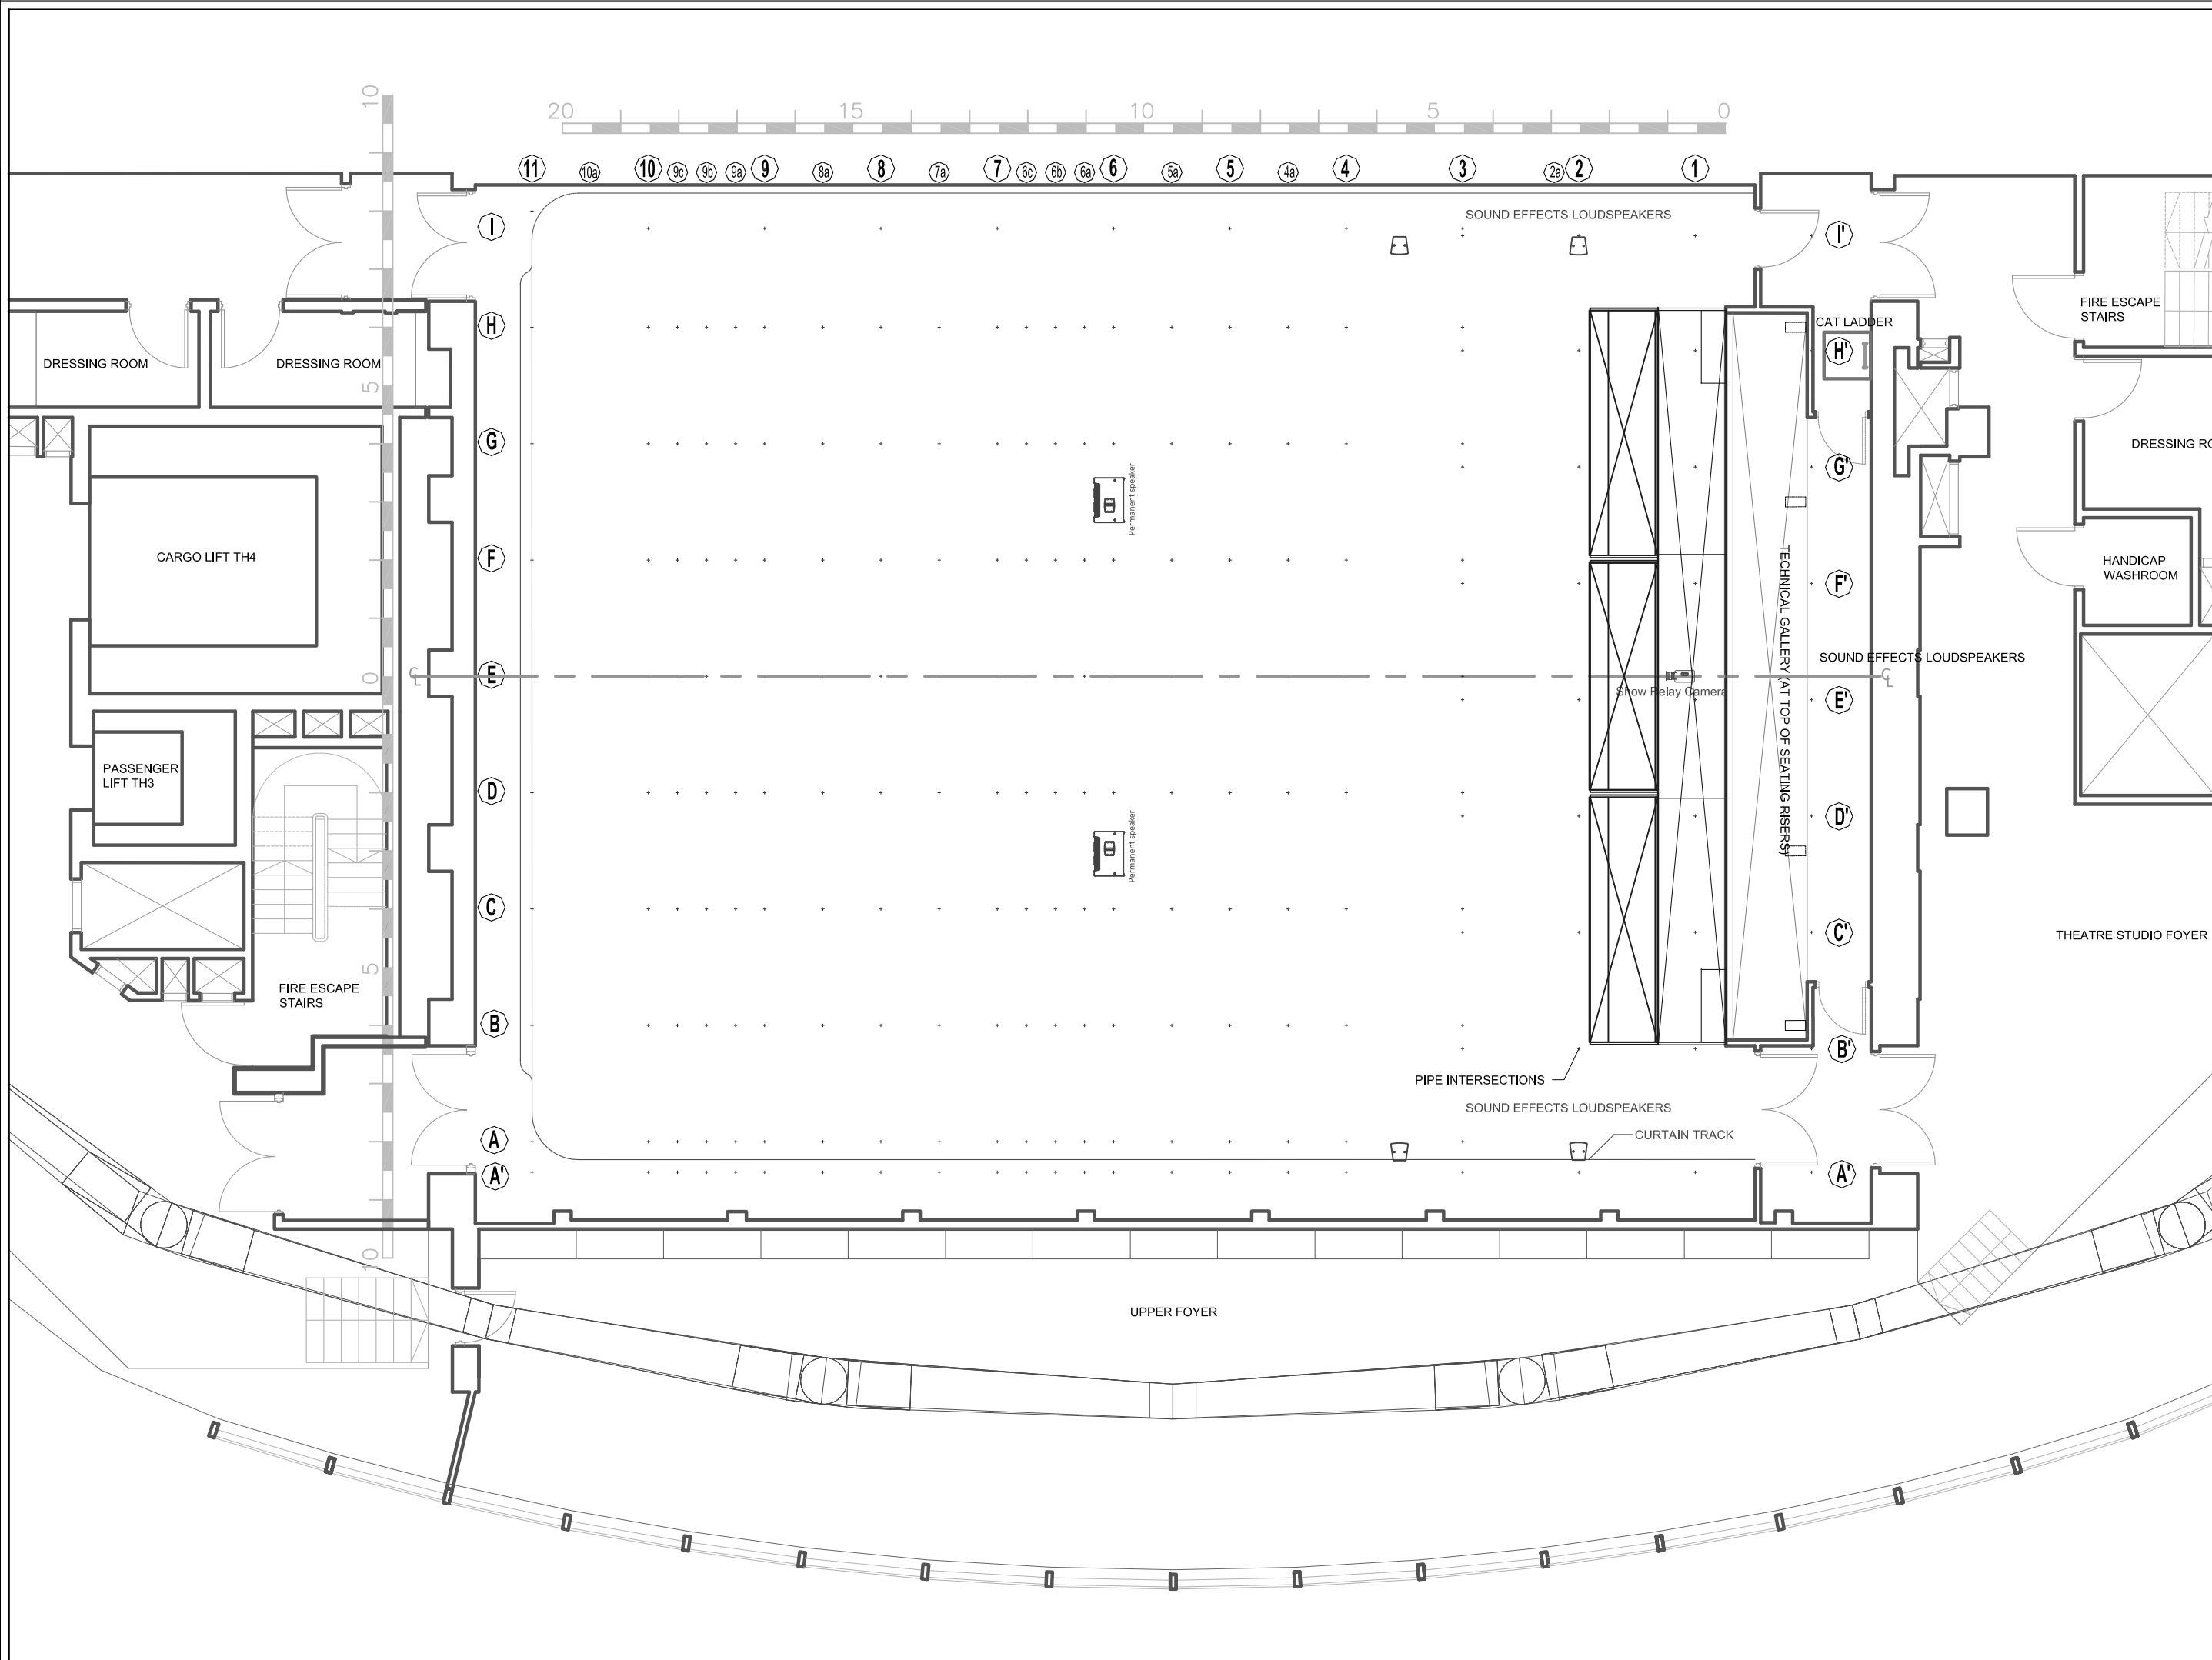 10
20
15
10
5
0
11
10a
10
9c
9b
9a
9
8a
8
7a
7
6c
6b
6a
6
5a
5
4a
4
3
2a
2
1
I
SOUND EFFECTS LOUDSPEAKERS
I'
FIRE ESCAPE
STAIRS
H
CAT LADDER
H'
DRESSING ROOM
DRESSING ROOM
5
G
G'
DRESSING RO
Permanent speaker
CARGO LIFT TH4
F
F'
HANDICAP
WASHROOM
TECHNICAL GALLERY (AT TOP OF SEATING RISERS)
SOUND EFFECTS LOUDSPEAKERS
0
CL
E
Show Relay Camera
CL
E'
PASSENGER
LIFT TH3
D
D'
Permanent speaker
C
C'
THEATRE STUDIO FOYER
5
FIRE ESCAPE
STAIRS
B
B'
PIPE INTERSECTIONS
SOUND EFFECTS LOUDSPEAKERS
CURTAIN TRACK
A
A'
A'
10
UPPER FOYER